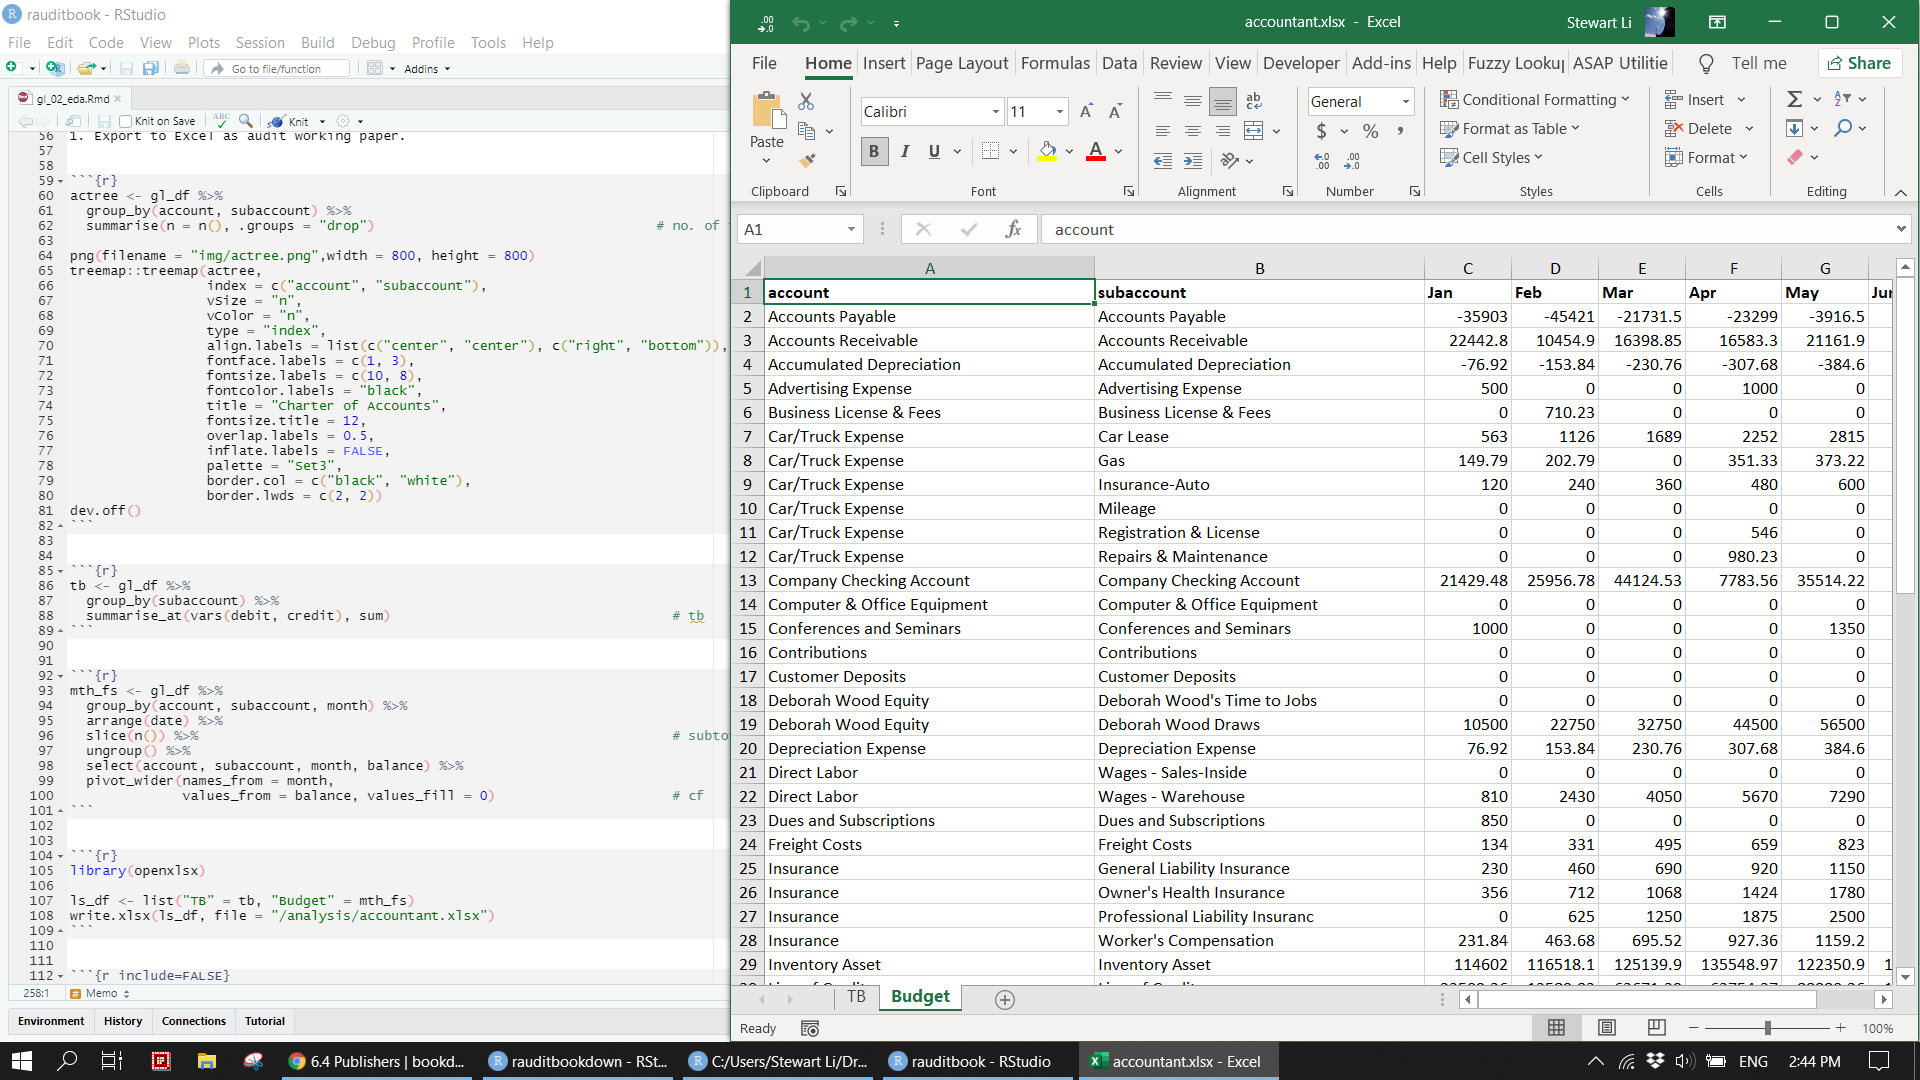 rauditbook - RStudio
File Edit Code View Plots Session Build Debug Profile Tools Help
Go to file/function Addins
gl_02_eda.Rmd
Knit on Save ABC Knit
56 1. Export to Excel as audit working paper.
57
58
59 ```{r}
60 actree <- gl_df %>%
61 group_by(account, subaccount) %>%
62 summarise(n = n(), .groups = "drop") # no. of
63
64 png(filename = "img/actree.png",width = 800, height = 800)
65 treemap::treemap(actree,
66 index = c("account", "subaccount"),
67 vSize = "n",
68 vColor = "n",
69 type = "index",
70 align.labels = list(c("center", "center"), c("right", "bottom")),
71 fontface.labels = c(1, 3),
72 fontsize.labels = c(10, 8),
73 fontcolor.labels = "black",
74 title = "Charter of Accounts",
75 fontsize.title = 12,
76 overlap.labels = 0.5,
77 inflate.labels = FALSE,
78 palette = "Set3",
79 border.col = c("black", "white"),
80 border.lwds = c(2, 2))
81 dev.off()
82 ```
83
84
85 ```{r}
86 tb <- gl_df %>%
87 group_by(subaccount) %>%
88 summarise_at(vars(debit, credit), sum) # tb
89 ```
90
91
92 ```{r}
93 mth_fs <- gl_df %>%
94 group_by(account, subaccount, month) %>%
95 arrange(date) %>%
96 slice(n()) %>% # subto
97 ungroup() %>%
98 select(account, subaccount, month, balance) %>%
99 pivot_wider(names_from = month,
100 values_from = balance, values_fill = 0) # cf
101 ```
102
103
104 ```{r}
105 library(openxlsx)
106
107 ls_df <- list("TB" = tb, "Budget" = mth_fs)
108 write.xlsx(ls_df, file = "/analysis/accountant.xlsx")
109 ```
110
111
112 ```{r include=FALSE}
258:1 # Memo
Environment History Connections Tutorial
accountant.xlsx - Excel Stewart Li
File Home Insert Page Layout Formulas Data Review View Developer Add-ins Help Fuzzy Lookup ASAP Utilitie Tell me Share
Paste Calibri 11 General Conditional Formatting Insert
B I U A ab c $ % , Format as Table Delete
Cell Styles Format
Clipboard Font Alignment Number Styles Cells Editing
A1 fx account
A B C D E F G
1 account subaccount Jan Feb Mar Apr May Jun
2 Accounts Payable Accounts Payable -35903 -45421 -21731.5 -23299 -3916.5
3 Accounts Receivable Accounts Receivable 22442.8 10454.9 16398.85 16583.3 21161.9
4 Accumulated Depreciation Accumulated Depreciation -76.92 -153.84 -230.76 -307.68 -384.6
5 Advertising Expense Advertising Expense 500 0 0 1000 0
6 Business License & Fees Business License & Fees 0 710.23 0 0 0
7 Car/Truck Expense Car Lease 563 1126 1689 2252 2815
8 Car/Truck Expense Gas 149.79 202.79 0 351.33 373.22
9 Car/Truck Expense Insurance-Auto 120 240 360 480 600
10 Car/Truck Expense Mileage 0 0 0 0 0
11 Car/Truck Expense Registration & License 0 0 0 546 0
12 Car/Truck Expense Repairs & Maintenance 0 0 0 980.23 0
13 Company Checking Account Company Checking Account 21429.48 25956.78 44124.53 7783.56 35514.22
14 Computer & Office Equipment Computer & Office Equipment 0 0 0 0 0
15 Conferences and Seminars Conferences and Seminars 1000 0 0 0 1350
16 Contributions Contributions 0 0 0 0 0
17 Customer Deposits Customer Deposits 0 0 0 0 0
18 Deborah Wood Equity Deborah Wood's Time to Jobs 0 0 0 0 0
19 Deborah Wood Equity Deborah Wood Draws 10500 22750 32750 44500 56500
20 Depreciation Expense Depreciation Expense 76.92 153.84 230.76 307.68 384.6
21 Direct Labor Wages - Sales-Inside 0 0 0 0 0
22 Direct Labor Wages - Warehouse 810 2430 4050 5670 7290
23 Dues and Subscriptions Dues and Subscriptions 850 0 0 0 0
24 Freight Costs Freight Costs 134 331 495 659 823
25 Insurance General Liability Insurance 230 460 690 920 1150
26 Insurance Owner's Health Insurance 356 712 1068 1424 1780
27 Insurance Professional Liability Insuranc 0 625 1250 1875 2500
28 Insurance Worker's Compensation 231.84 463.68 695.52 927.36 1159.2
29 Inventory Asset Inventory Asset 114602 116518.1 125139.9 135548.97 122350.9 1
TB Budget
Ready 100%
6.4 Publishers | bookd... rauditbookdown - RSt... C:/Users/Stewart Li/Dr... rauditbook - RStudio accountant.xlsx - Excel ENG 2:44 PM